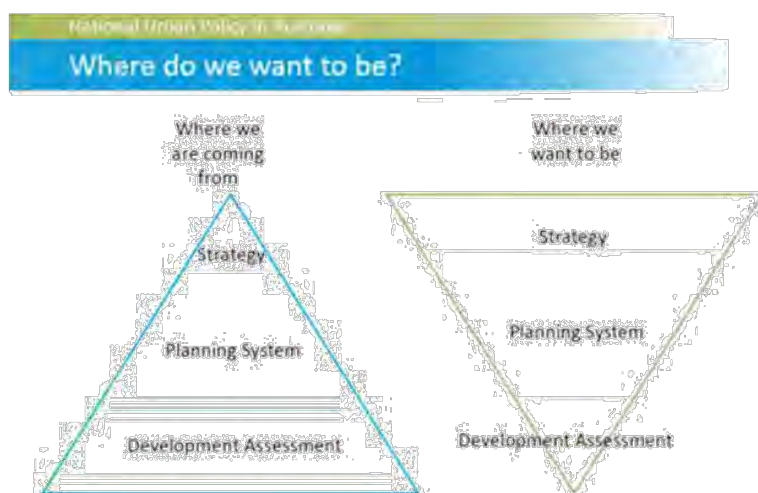 National Urban Policy in
Where do we want to be?
Where we
are coming
from
Strategy
Planning System
Development Assessment
Where we
want to be
Strategy
Planning System
Development Assessment